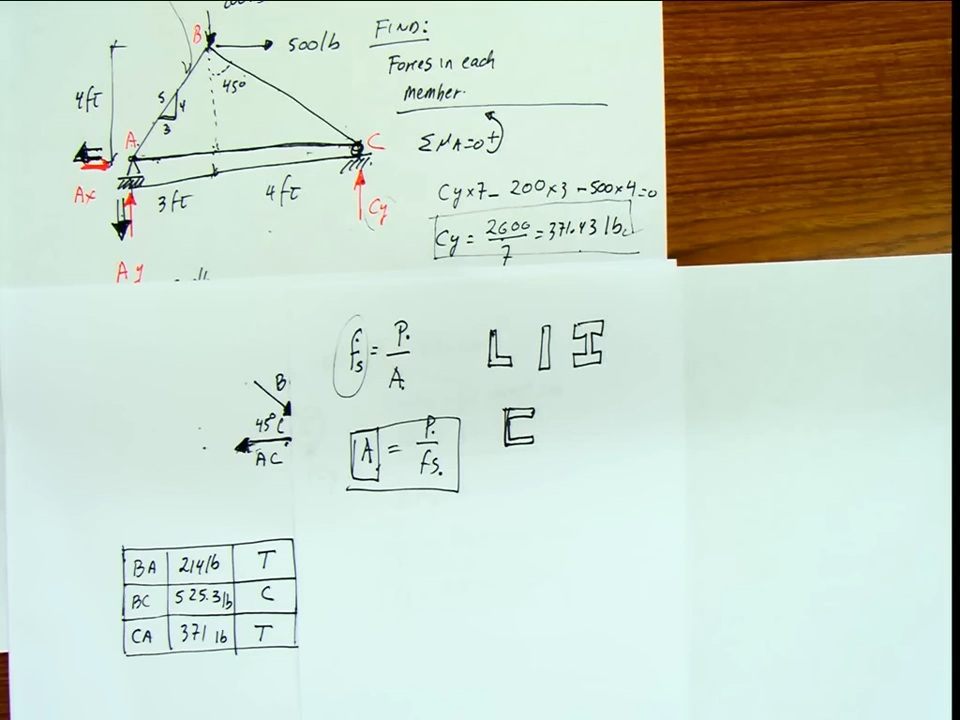 B
500lb
FIND:
Forces in each
member.
45°
4ft
5
4
3
A
C
ΣMA=0+
Ax
3ft
4ft
Cy
Cy×7-200×3-500×4=0
Cy = 2600/7 = 371.43 lb.
Ay
fs = P/A
L I I
B
45° C
AC
A = P/fs.
C
BA 214lb T
BC 525.3lb C
CA 371 lb T